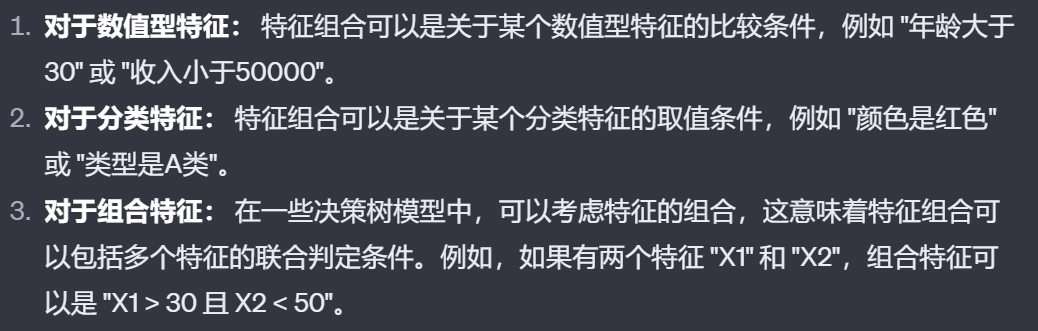 1. 对于数值型特征： 特征组合可以是关于某个数值型特征的比较条件，例如 "年龄大于
30" 或 "收入小于50000"。
2. 对于分类特征： 特征组合可以是关于某个分类特征的取值条件，例如 "颜色是红色"
或 "类型是A类"。
3. 对于组合特征： 在一些决策树模型中，可以考虑特征的组合，这意味着特征组合可
以包括多个特征的联合判定条件。例如，如果有两个特征 "X1" 和 "X2"，组合特征可
以是 "X1 > 30 且 X2 < 50"。